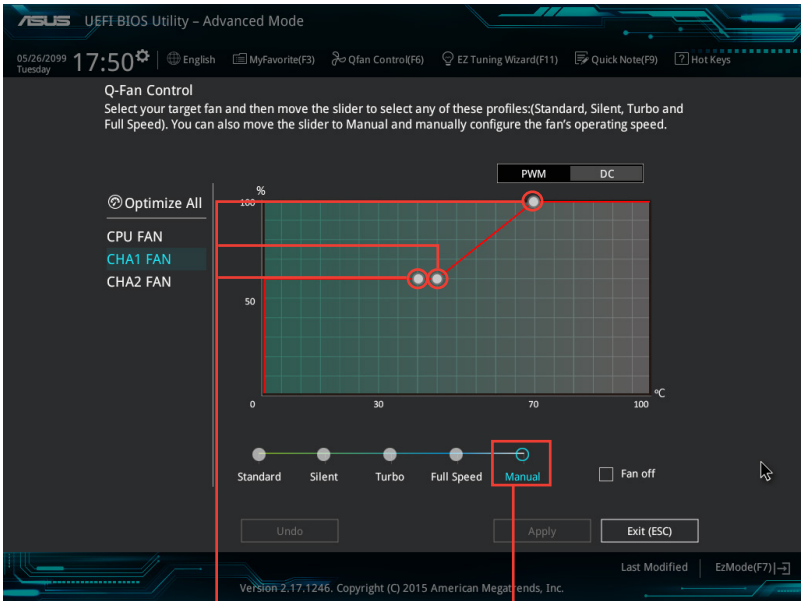 ASUS UEFI BIOS Utility – Advanced Mode
05/26/2099
Tuesday
17:50
English
MyFavorite(F3)
Qfan Control(F6)
EZ Tuning Wizard(F11)
Quick Note(F9)
? Hot Keys
Q-Fan Control
Select your target fan and then move the slider to select any of these profiles:(Standard, Silent, Turbo and
Full Speed). You can also move the slider to Manual and manually configure the fan's operating speed.
PWM DC
Optimize All
CPU FAN
CHA1 FAN
CHA2 FAN
%
100
50
0 30 70 100
ºC
Standard Silent Turbo Full Speed Manual
Fan off
Undo Apply Exit (ESC)
Last Modified EzMode(F7)
Version 2.17.1246. Copyright (C) 2015 American Megatrends, Inc.